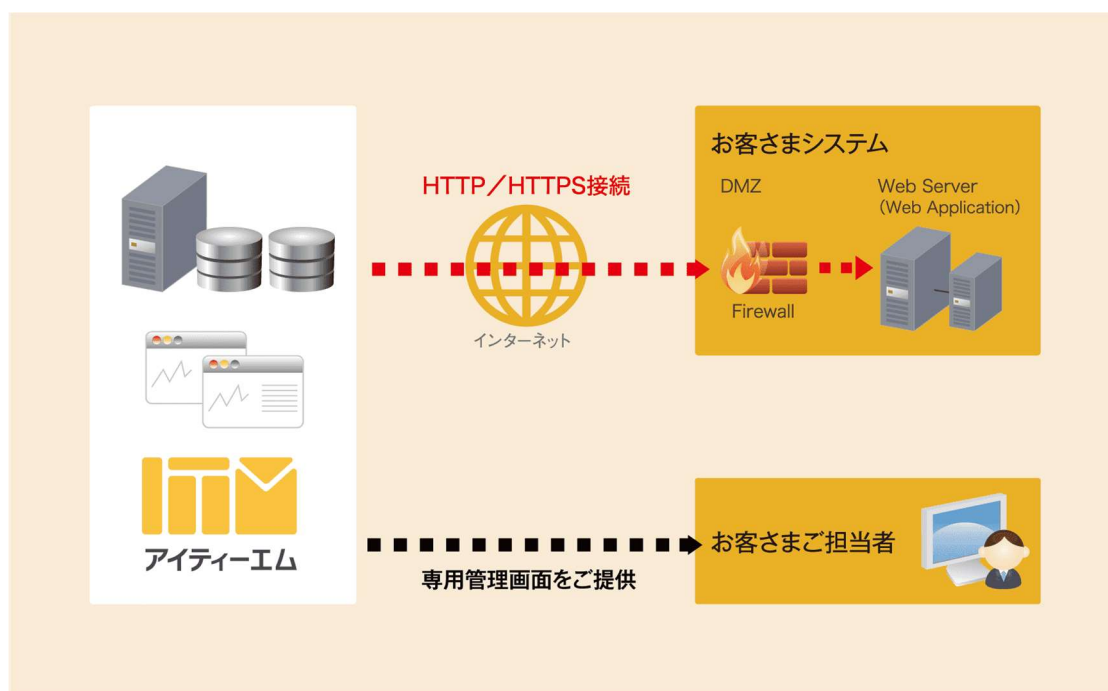 お客さまシステム
HTTP／HTTPS接続
DMZ
Web Server
（Web Application）
Firewall
インターネット
ITM
アイティーエム
お客さまご担当者
専用管理画面をご提供